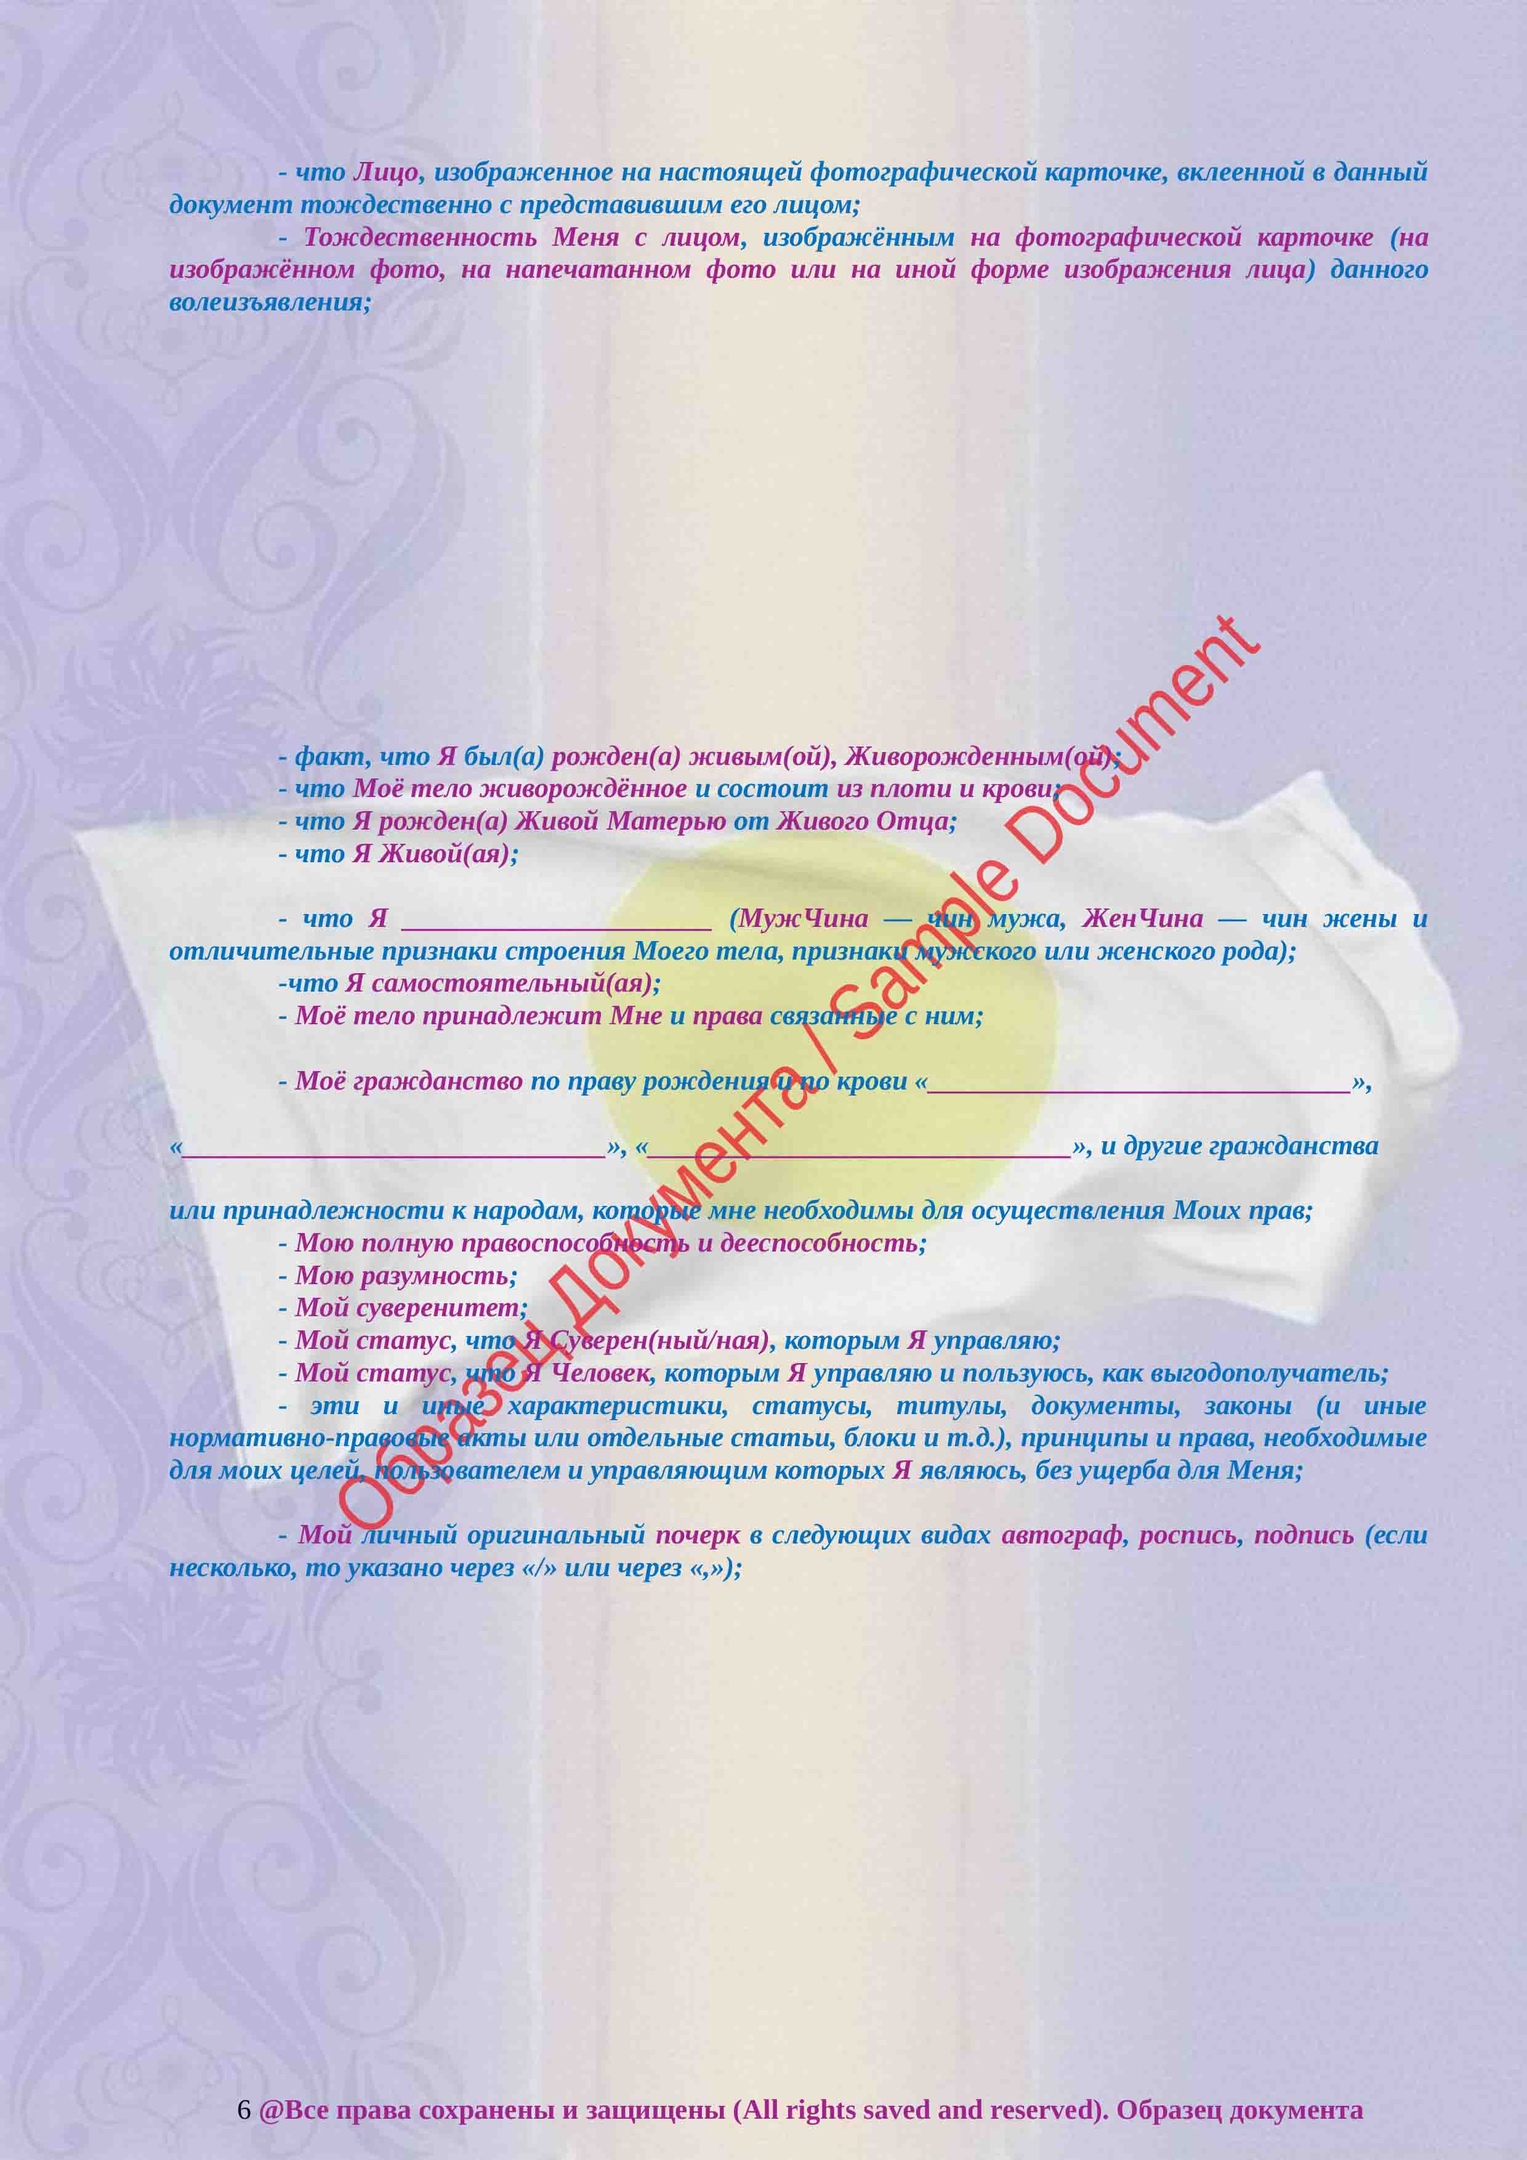 - что Лицо, изображенное на настоящей фотографической карточке, вклеенной в данный
документ тождественно с представившим его лицом;
- Тождественность Меня с лицом, изображённым на фотографической карточке (на
изображённом фото, на напечатанном фото или на иной форме изображения лица) данного
волеизъявления;
- факт, что Я был(а) рожден(а) живым(ой), Живорожденным(ой);
- что Моё тело живорождённое и состоит из плоти и крови;
- что Я рожден(а) Живой Матерью от Живого Отца;
- что Я Живой(ая);
- что Я ______________________ (МужЧина — чин мужа, ЖенЧина — чин жены и
отличительные признаки строения Моего тела, признаки мужского или женского рода);
-что Я самостоятельный(ая);
- Моё тело принадлежит Мне и права связанные с ним;
- Моё гражданство по праву рождения и по крови «______________________________»,
«______________________________», «______________________________», и другие гражданства
или принадлежности к народам, которые мне необходимы для осуществления Моих прав;
- Мою полную правоспособность и дееспособность;
- Мою разумность;
- Мой суверенитет;
- Мой статус, что Я Суверен(ный/ная), которым Я управляю;
- Мой статус, что Я Человек, которым Я управляю и пользуюсь, как выгодополучатель;
- эти и иные характеристики, статусы, титулы, документы, законы (и иные
нормативно-правовые акты или отдельные статьи, блоки и т.д.), принципы и права, необходимые
для моих целей, пользователем и управляющим которых Я являюсь, без ущерба для Меня;
- Мой личный оригинальный почерк в следующих видах автограф, роспись, подпись (если
несколько, то указано через «/» или через «,»);
Образец Документа / Sample Document
6 @Все права сохранены и защищены (All rights saved and reserved). Образец документа